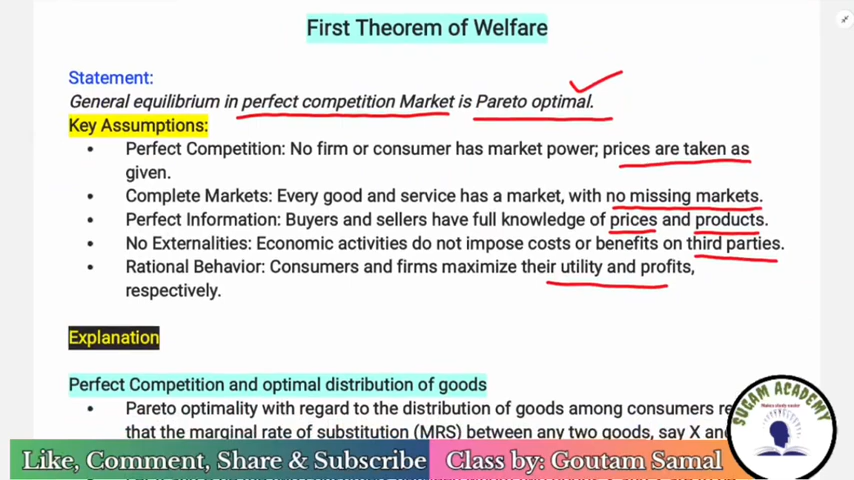 First Theorem of Welfare
Statement:
General equilibrium in perfect competition Market is Pareto optimal.
Key Assumptions:
• Perfect Competition: No firm or consumer has market power; prices are taken as
given.
• Complete Markets: Every good and service has a market, with no missing markets.
• Perfect Information: Buyers and sellers have full knowledge of prices and products.
• No Externalities: Economic activities do not impose costs or benefits on third parties.
• Rational Behavior: Consumers and firms maximize their utility and profits,
respectively.
Explanation
Perfect Competition and optimal distribution of goods
• Pareto optimality with regard to the distribution of goods among consumers
that the marginal rate of substitution (MRS) between any two goods, say X and
SUGAM ACADEMY
Like, Comment, Share & Subscribe
Class by: Goutam Samal